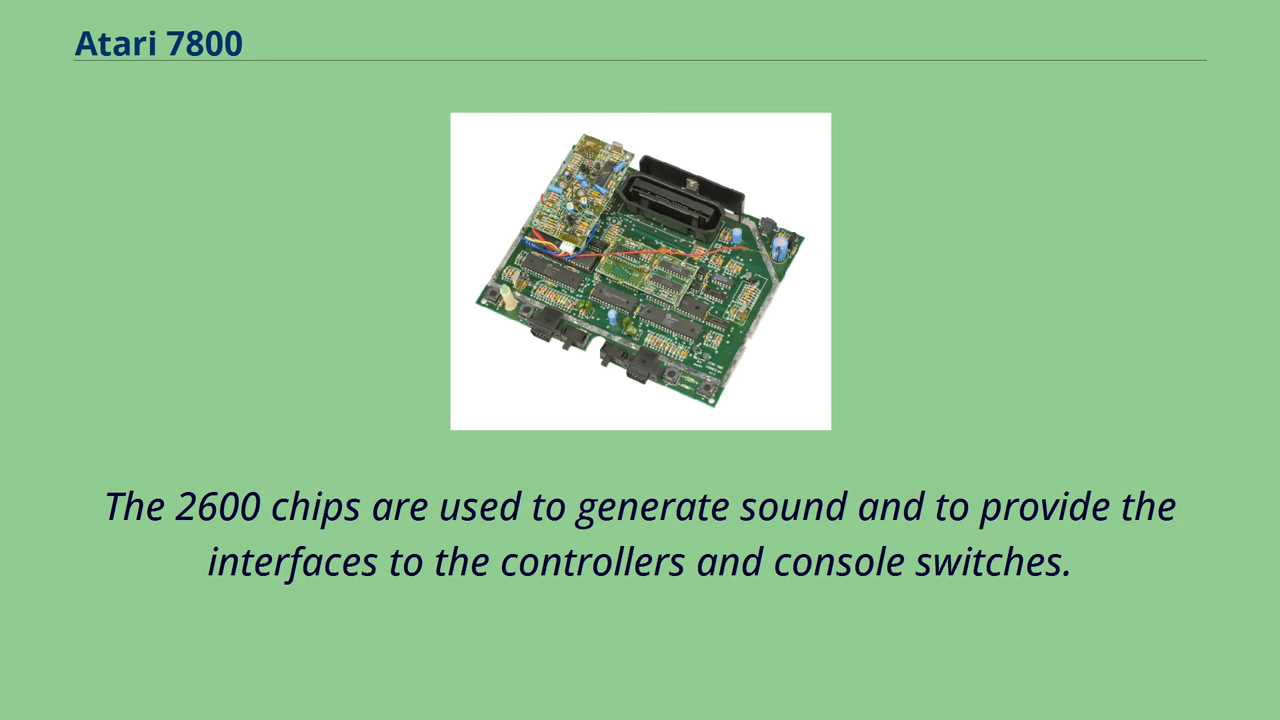 Atari 7800
The 2600 chips are used to generate sound and to provide the
interfaces to the controllers and console switches.